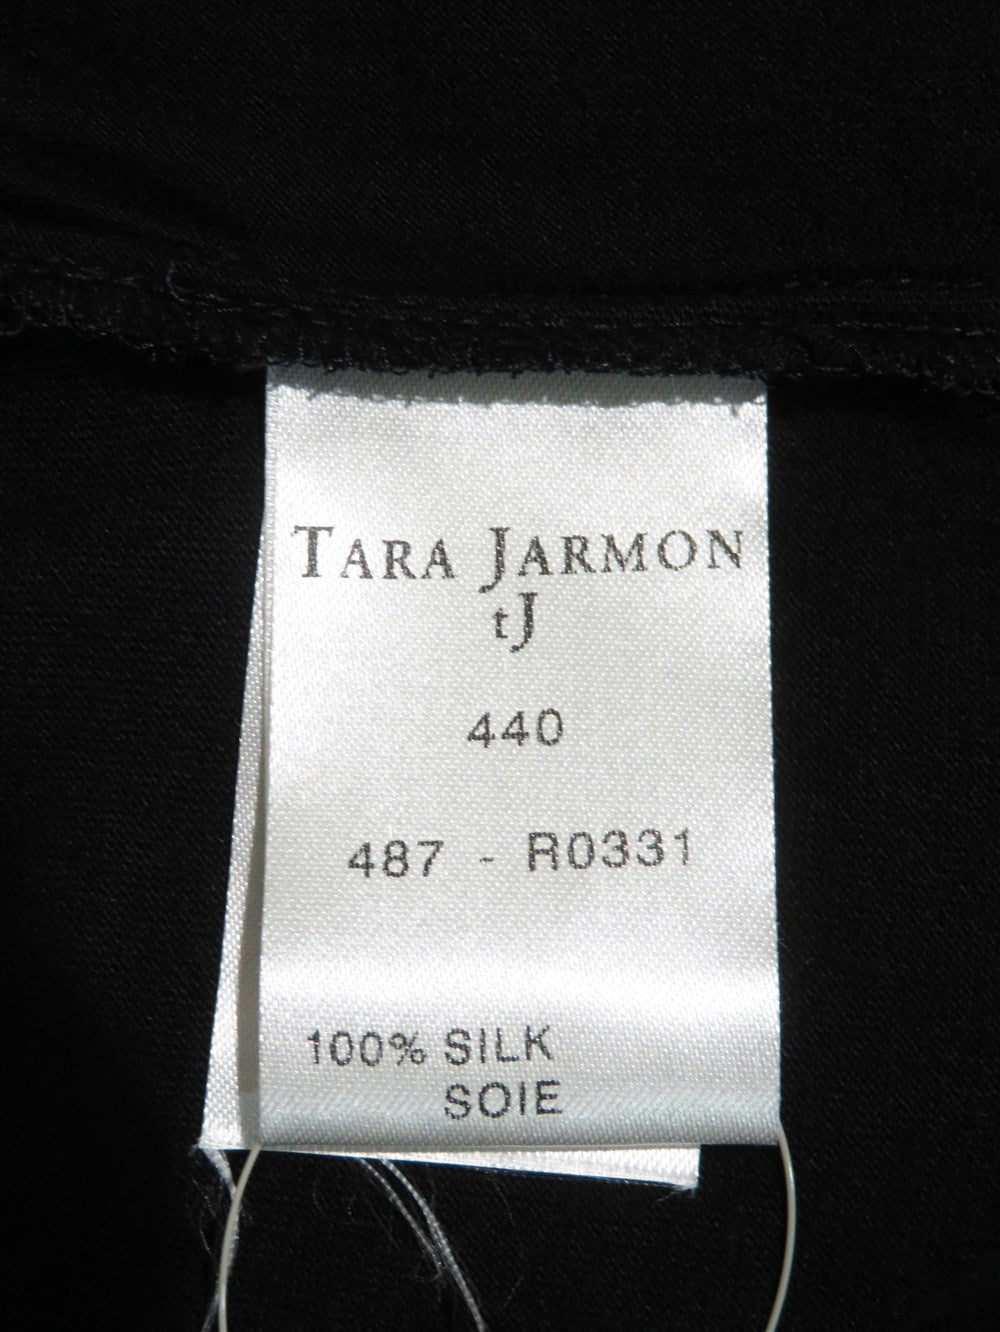 TARA JARMON
tJ
440
487 - R0331
100% SILK
SOIE